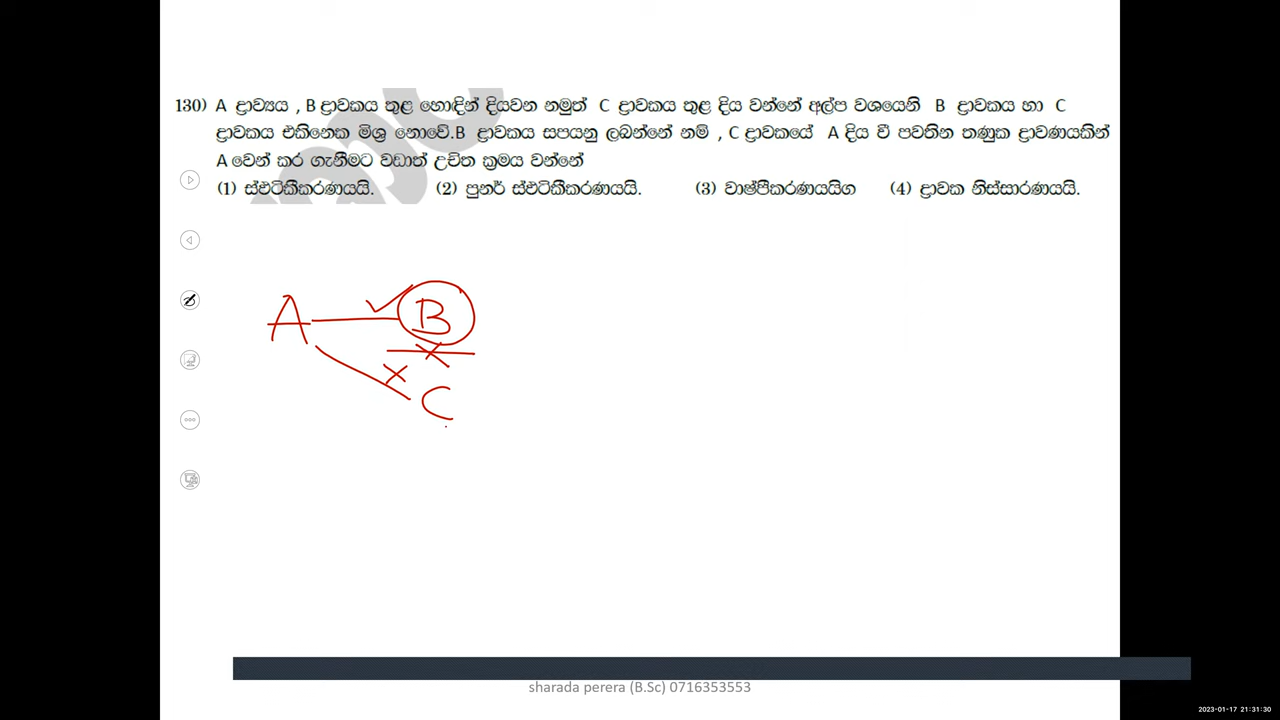 130) A ද්‍රාව්‍යය , B ද්‍රාවකය තුළ හොඳින් දියවන නමුත් C ද්‍රාවකය තුළ දිය වන්නේ අල්ප වශයෙනි B ද්‍රාවකය හා C
ද්‍රාවකය එකිනෙක මිශ්‍ර නොවේ.B ද්‍රාවකය සපයනු ලබන්නේ නම් , C ද්‍රාවකයේ A දිය වී පවතින තණුක ද්‍රාවණයකින්
A වෙන් කර ගැනීමට වඩාත් උචිත ක්‍රමය වන්නේ
(1) ස්ඵටිකීකරණයයි. (2) පුනර් ස්ඵටිකීකරණයයි. (3) වාෂ්පීකරණයයිග (4) ද්‍රාවක නිස්සාරණයයි.
A B
C
sharada perera (B.Sc) 0716353553
2023-01-17 21:31:30